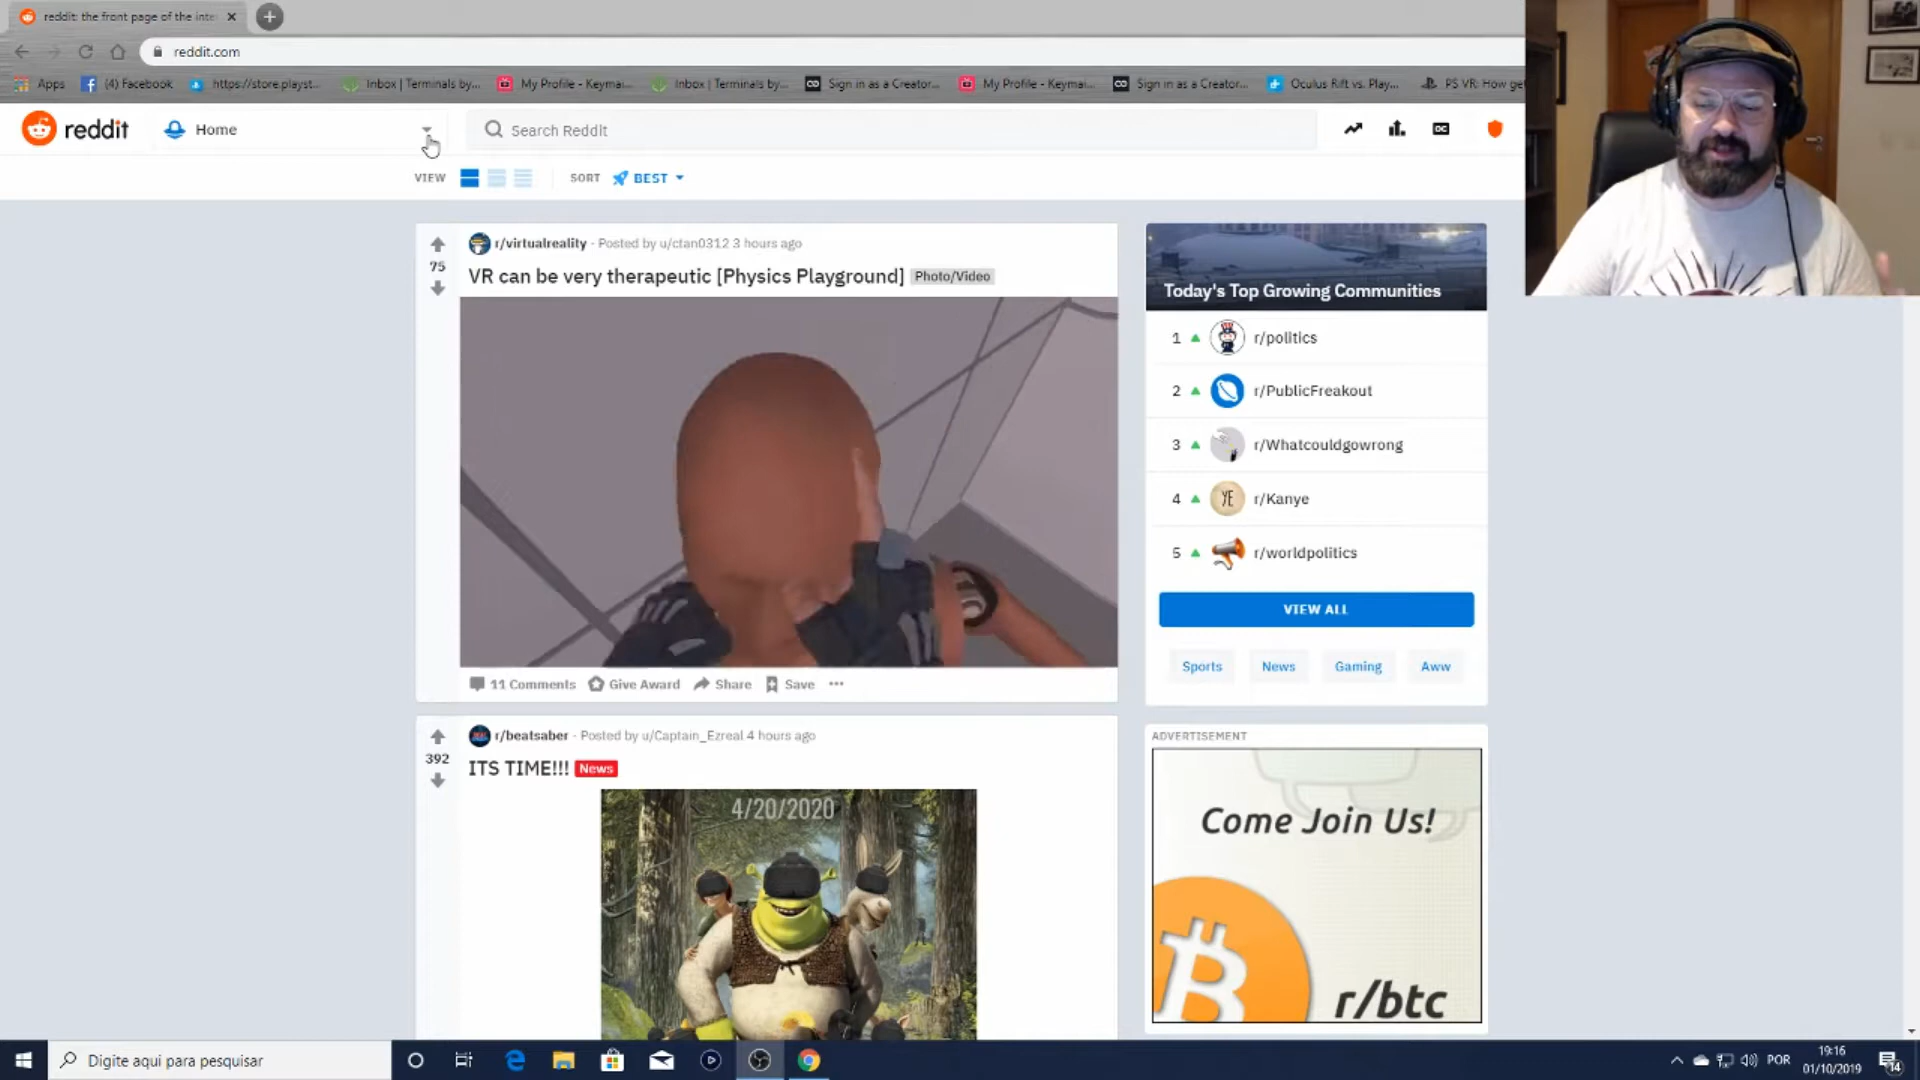 reddit: the front page of the inte
reddit.com
Apps
(4) Facebook
https://store.playst...
Inbox | Terminals by...
My Profile - Keymai...
Inbox | Terminals by...
Sign in as a Creator...
My Profile - Keymai...
Sign in as a Creator...
Oculus Rift vs. Play...
PS VR: How get
reddit
Home
Search Reddit
OC
VIEW
SORT
BEST
r/virtualreality - Posted by u/ctan0312 3 hours ago
75
VR can be very therapeutic [Physics Playground] Photo/Video
11 Comments
Give Award
Share
Save
r/beatsaber - Posted by u/Captain_Ezreal 4 hours ago
392
ITS TIME!!! News
4/20/2020
Today's Top Growing Communities
1 r/politics
2 r/PublicFreakout
3 r/Whatcouldgowrong
4 YE r/Kanye
5 r/worldpolitics
VIEW ALL
Sports
News
Gaming
Aww
ADVERTISEMENT
Come Join Us!
r/btc
Digite aqui para pesquisar
POR
19:16
01/10/2019
14